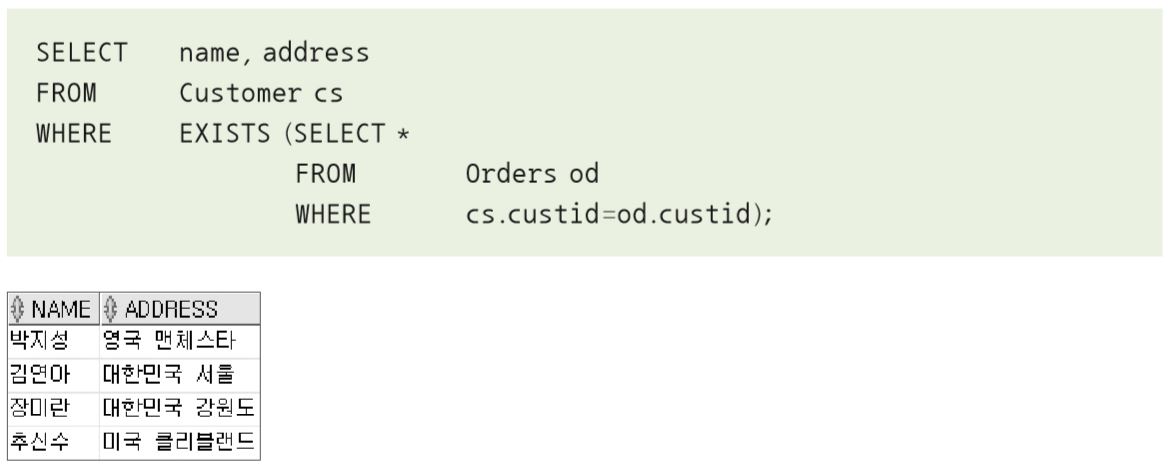 SELECT name, address
FROM Customer cs
WHERE EXISTS (SELECT *
FROM Orders od
WHERE cs.custid=od.custid);
NAME ADDRESS
박지성 영국 맨체스타
김연아 대한민국 서울
장미란 대한민국 강원도
추신수 미국 클리블랜드